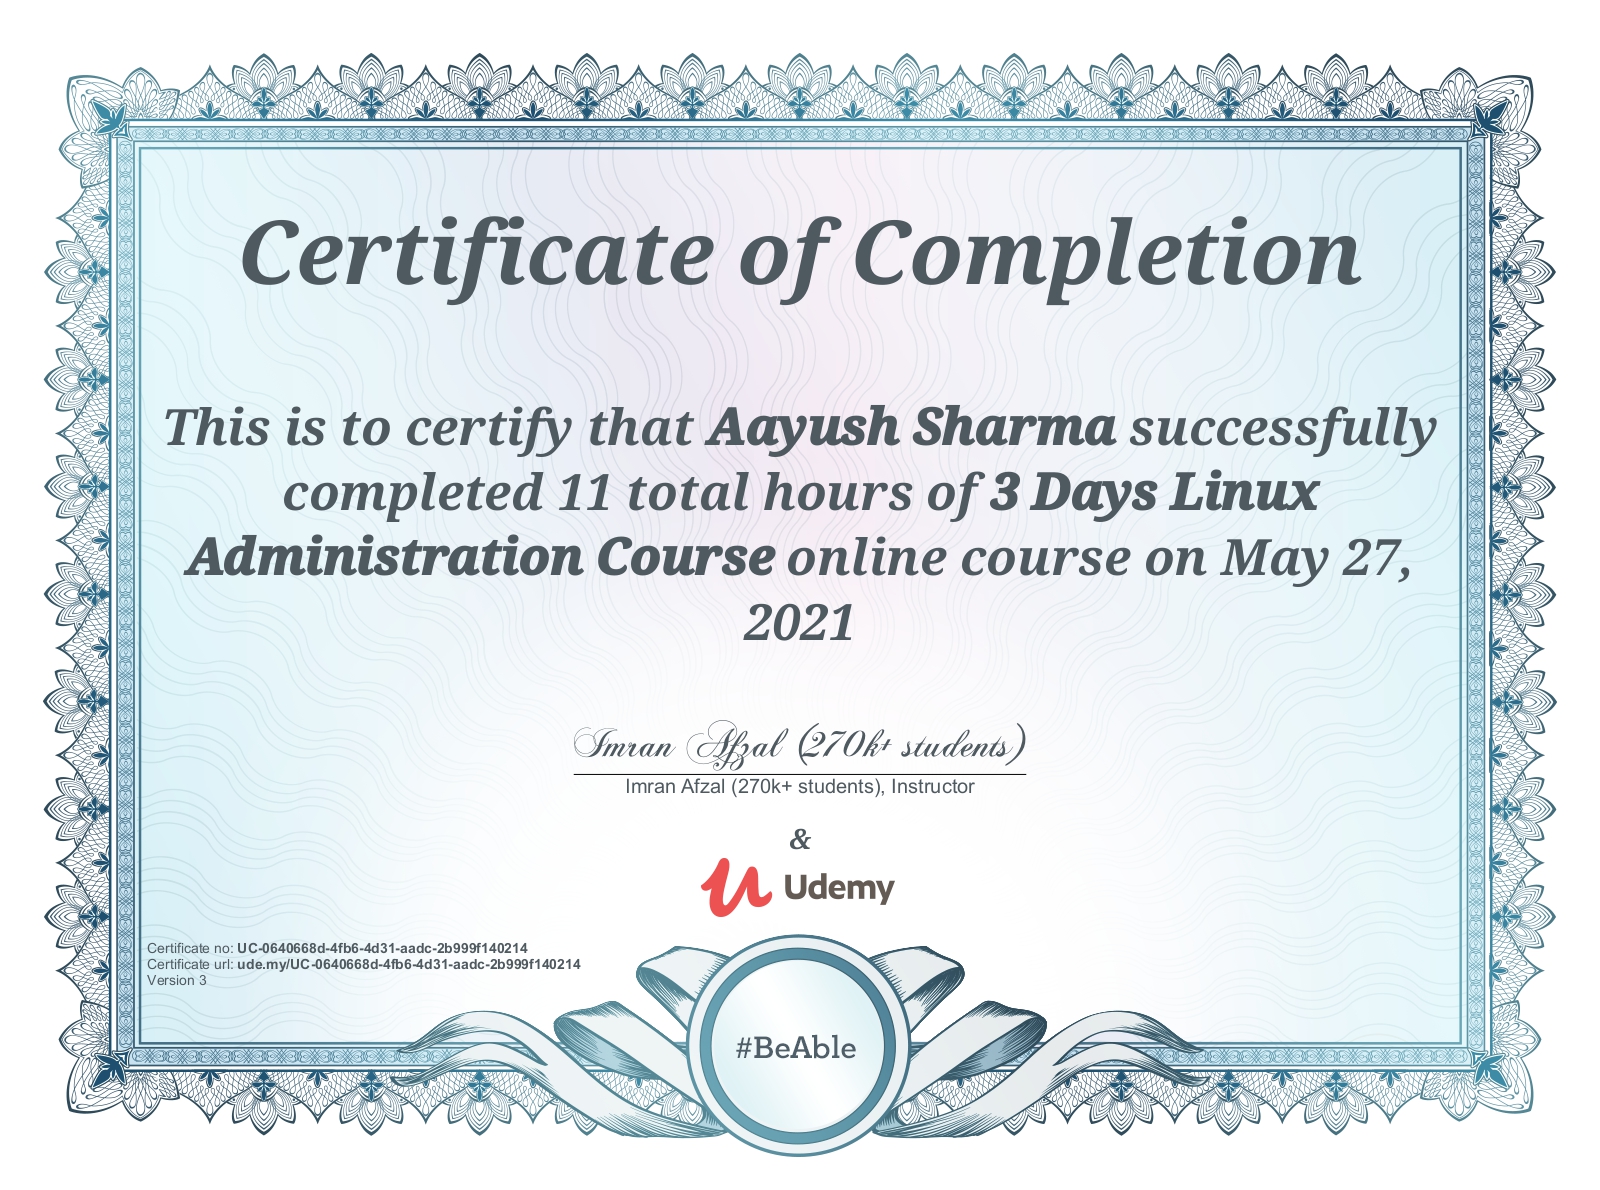 Certificate of Completion
This is to certify that Aayush Sharma successfully
completed 11 total hours of 3 Days Linux
Administration Course online course on May 27,
2021
Imran Afzal (270k+ students)
Imran Afzal (270k+ students), Instructor
&
Udemy
Certificate no: UC-0640668d-4fb6-4d31-aadc-2b999f140214
Certificate url: ude.my/UC-0640668d-4fb6-4d31-aadc-2b999f140214
Version 3
#BeAble